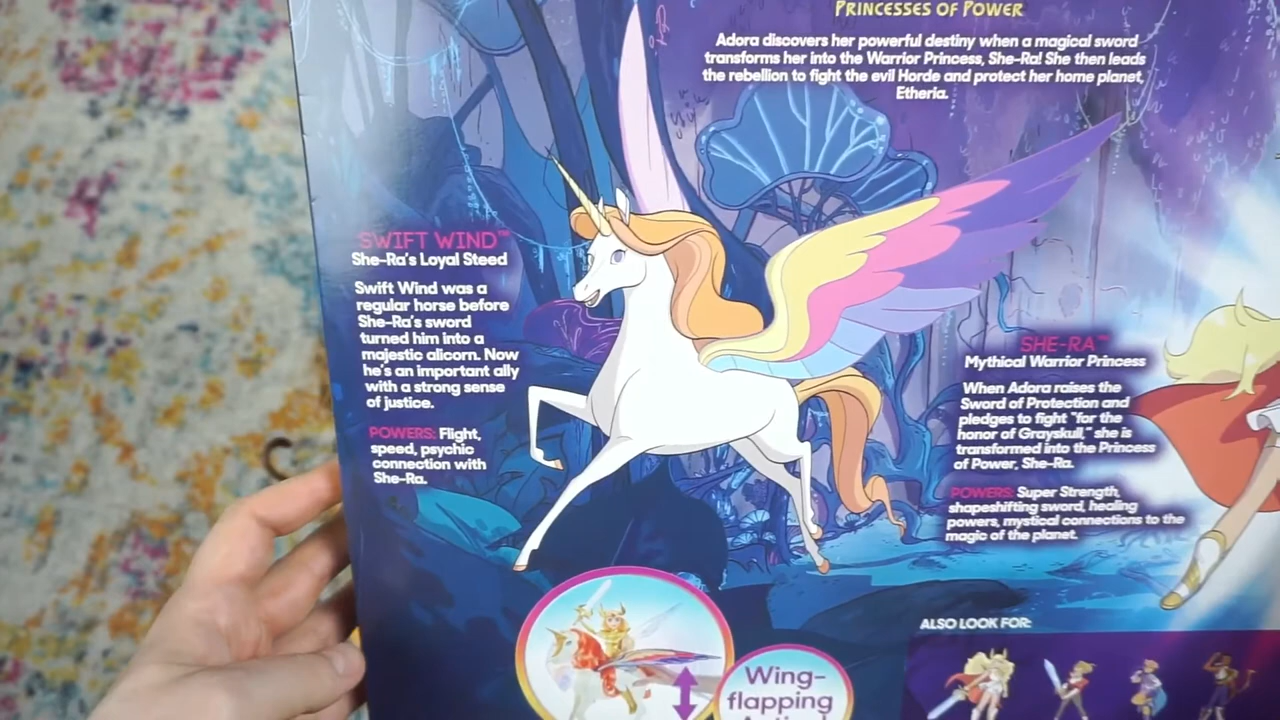 PRINCESSES OF POWER
Adora discovers her powerful destiny when a magical sword
transforms her into the Warrior Princess, She-Ra! She then leads
the rebellion to fight the evil Horde and protect her home planet,
Etheria.
SWIFT WIND™
She-Ra's Loyal Steed
Swift Wind was a
regular horse before
She-Ra's sword
turned him into a
majestic alicorn. Now
he's an important ally
with a strong sense
of justice.
POWERS: Flight,
speed, psychic
connection with
She-Ra.
SHE-RA™
Mythical Warrior Princess
When Adora raises the
Sword of Protection and
pledges to fight "for the
honor of Grayskull," she is
transformed into the Princess
of Power, She-Ra.
POWERS: Super Strength,
shapeshifting sword, healing
powers, mystical connections to the
magic of the planet.
Wing-
flapping
ALSO LOOK FOR: